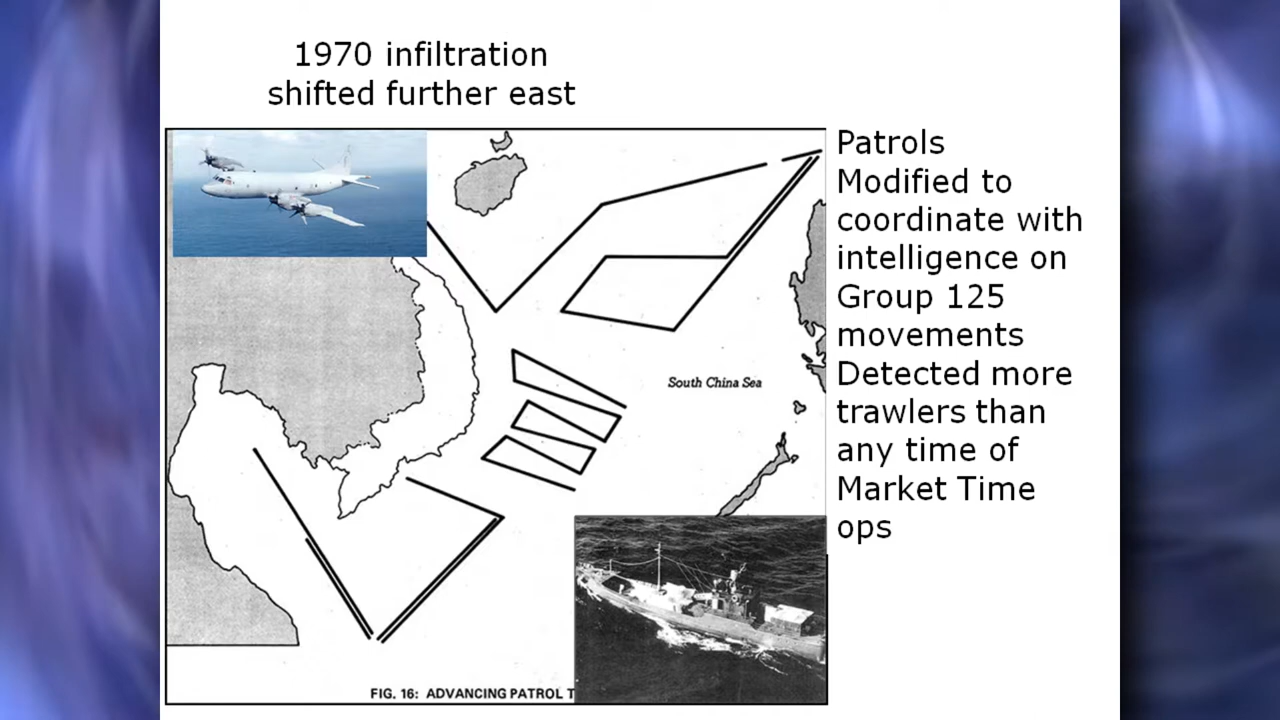 1970 infiltration
shifted further east
Patrols
Modified to
coordinate with
intelligence on
Group 125
movements
Detected more
trawlers than
any time of
Market Time
ops
South China Sea
FIG. 16: ADVANCING PATROL T